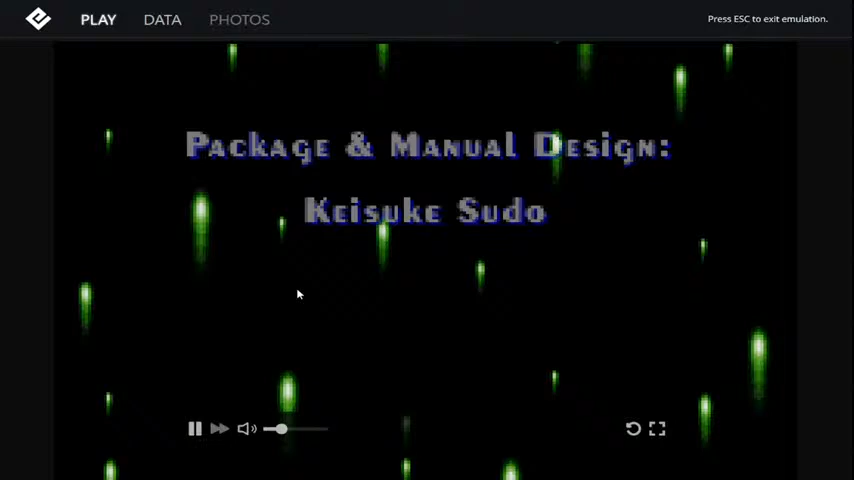 PLAY DATA PHOTOS Press ESC to exit emulation.
Package & Manual Design:
Keisuke Sudo